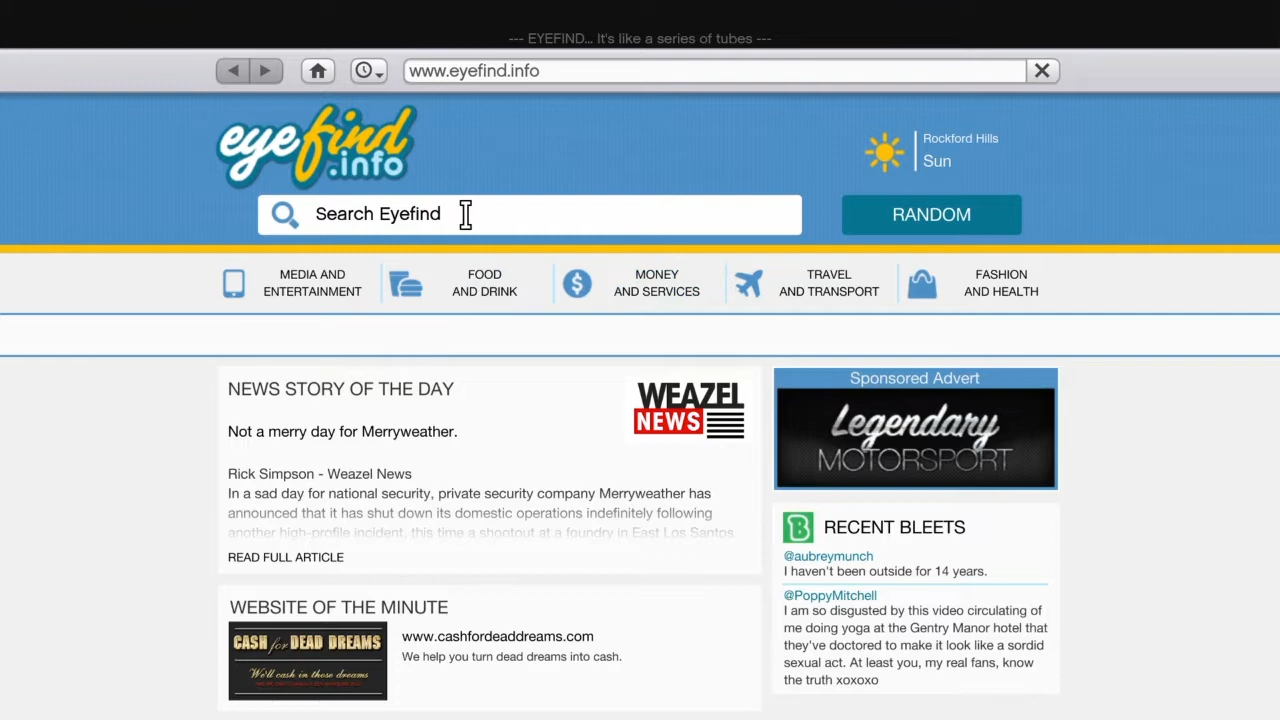 --- EYEFIND... It's like a series of tubes ---
www.eyefind.info
eyefind
.info
Rockford Hills
Sun
Search Eyefind
RANDOM
MEDIA AND
ENTERTAINMENT
FOOD
AND DRINK
MONEY
AND SERVICES
TRAVEL
AND TRANSPORT
FASHION
AND HEALTH
NEWS STORY OF THE DAY
WEAZEL
NEWS
Not a merry day for Merryweather.
Rick Simpson - Weazel News
In a sad day for national security, private security company Merryweather has
announced that it has shut down its domestic operations indefinitely following
another high-profile incident, this time a shootout at a foundry in East Los Santos.
READ FULL ARTICLE
WEBSITE OF THE MINUTE
CASH for DEAD DREAMS
We'll cash in those dreams
www.cashfordeaddreams.com
We help you turn dead dreams into cash.
Sponsored Advert
Legendary
MOTORSPORT
RECENT BLEETS
@aubreymunch
I haven't been outside for 14 years.
@PoppyMitchell
I am so disgusted by this video circulating of
me doing yoga at the Gentry Manor hotel that
they've doctored to make it look like a sordid
sexual act. At least you, my real fans, know
the truth xoxoxo